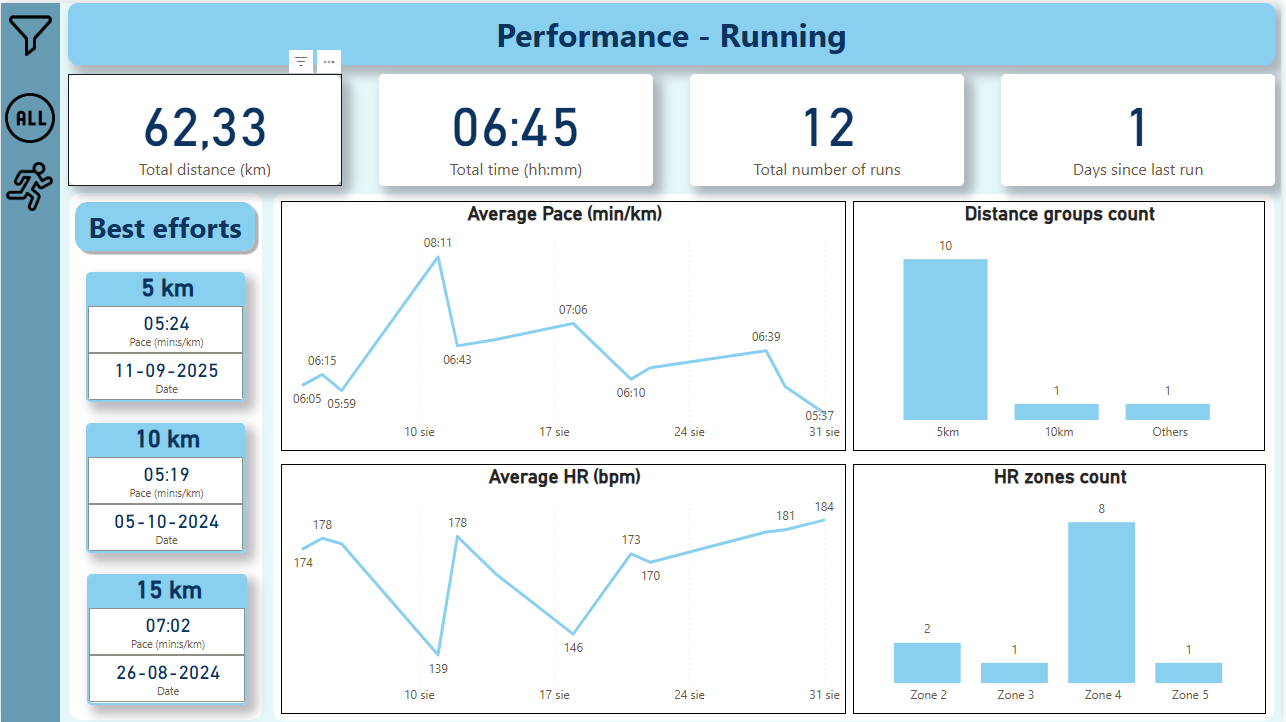 Performance - Running
ALL
62,33
Total distance (km)
06:45
Total time (hh:mm)
12
Total number of runs
1
Days since last run
Best efforts
5 km
05:24
Pace (min:s/km)
11-09-2025
Date
10 km
05:19
Pace (min:s/km)
05-10-2024
Date
15 km
07:02
Pace (min:s/km)
26-08-2024
Date
Average Pace (min/km)
08:11
07:06
06:39
06:15
06:43
06:10
06:05
05:59
05:37
10 sie 17 sie 24 sie 31 sie
Distance groups count
10
1 1
5km 10km Others
Average HR (bpm)
184
181
178 178
173
174
170
146
139
10 sie 17 sie 24 sie 31 sie
HR zones count
8
2
1 1
Zone 2 Zone 3 Zone 4 Zone 5